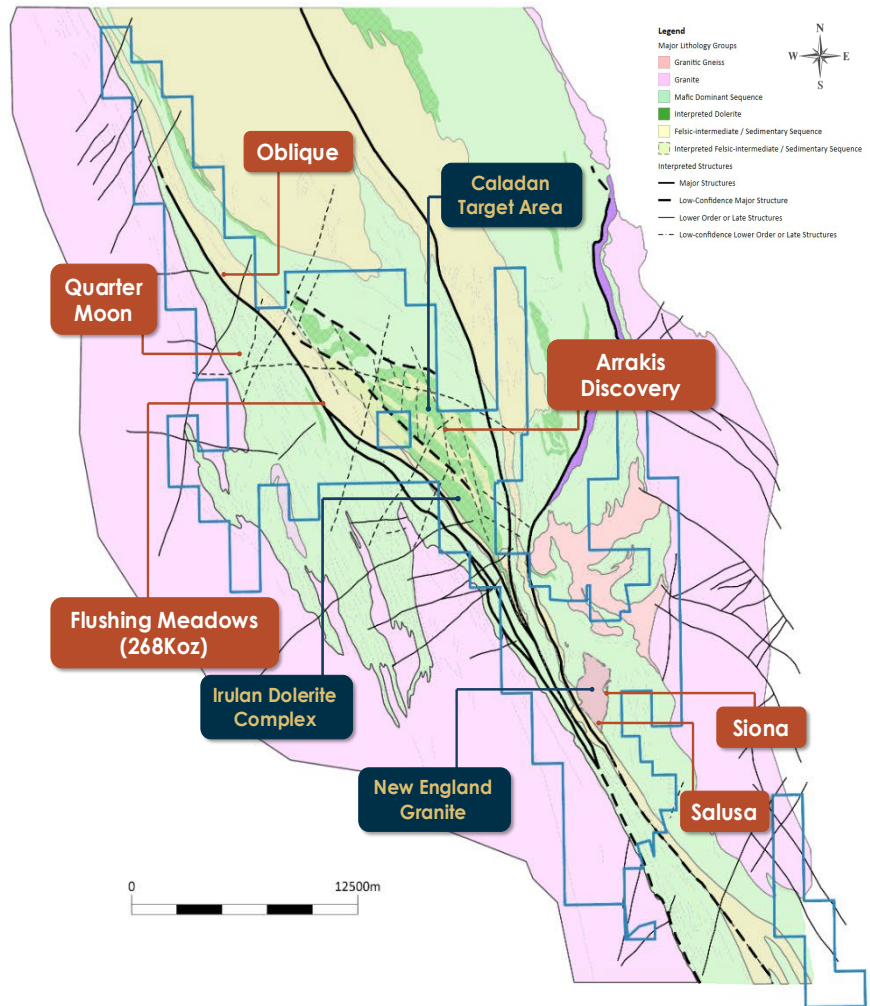 Legend
Major Lithology Groups
Granitic Gneiss
Granite
Mafic Dominant Sequence
Interpreted Dolerite
Felsic-intermediate / Sedimentary Sequence
Interpreted Felsic-intermediate / Sedimentary Sequence
Interpreted Structures
Major Structures
Low-Confidence Major Structure
Lower Order or Late Structures
Low-confidence Lower Order or Late Structures
N
W
E
S
Oblique
Caladan
Target Area
Quarter
Moon
Arrakis
Discovery
Flushing Meadows
(268Koz)
Irulan Dolerite
Complex
Siona
New England
Granite
Salusa
0
12500m